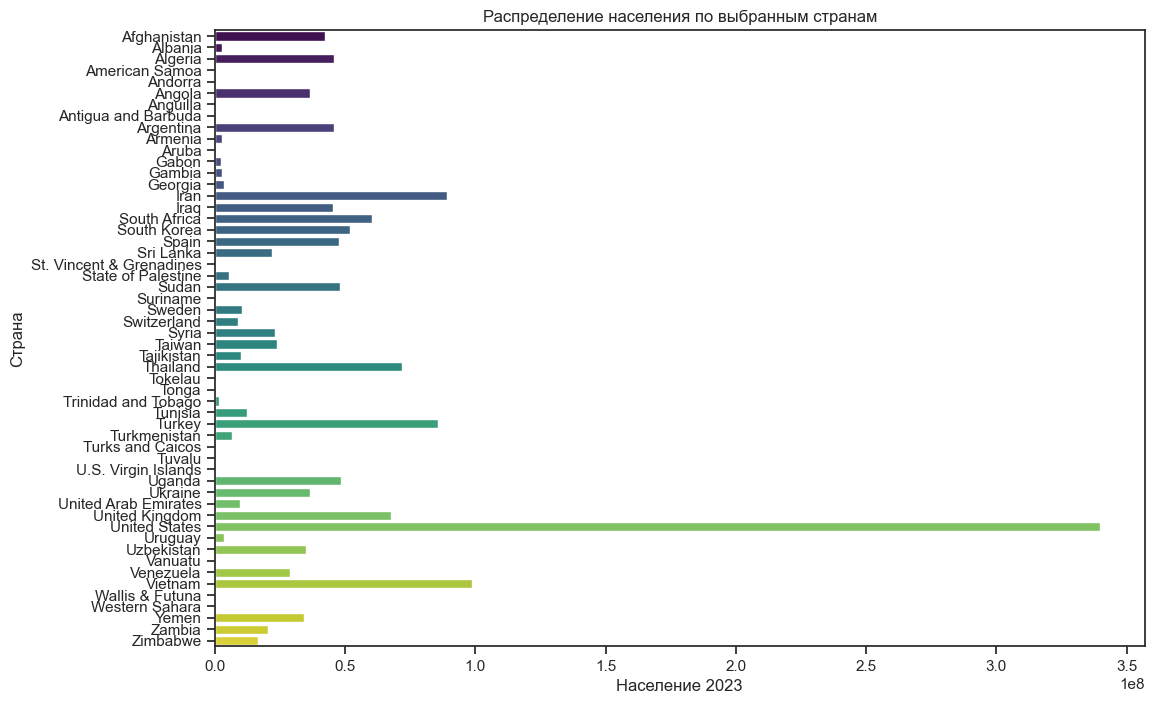 Распределение населения по выбранным странам
Afghanistan
Albania
Algeria
American Samoa
Andorra
Angola
Anguilla
Antigua and Barbuda
Argentina
Armenia
Aruba
Gabon
Gambia
Georgia
Iran
Iraq
South Africa
South Korea
Spain
Sri Lanka
St. Vincent & Grenadines
State of Palestine
Sudan
Suriname
Sweden
Switzerland
Syria
Taiwan
Tajikistan
Thailand
Tokelau
Tonga
Trinidad and Tobago
Tunisia
Turkey
Turkmenistan
Turks and Caicos
Tuvalu
U.S. Virgin Islands
Uganda
Ukraine
United Arab Emirates
United Kingdom
United States
Uruguay
Uzbekistan
Vanuatu
Venezuela
Vietnam
Wallis & Futuna
Western Sahara
Yemen
Zambia
Zimbabwe
Страна
0.0 0.5 1.0 1.5 2.0 2.5 3.0 3.5
1e8
Население 2023